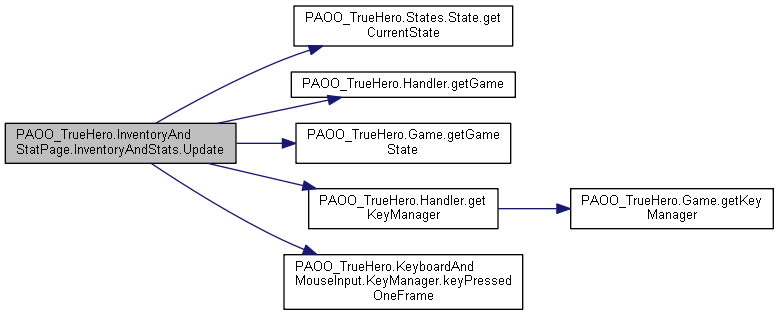 PAOO_TrueHero.States.State.get
CurrentState
PAOO_TrueHero.Handler.getGame
PAOO_TrueHero.InventoryAnd
StatPage.InventoryAndStats.Update
PAOO_TrueHero.Game.getGame
State
PAOO_TrueHero.Handler.get
KeyManager
PAOO_TrueHero.Game.getKey
Manager
PAOO_TrueHero.KeyboardAnd
MouseInput.KeyManager.keyPressed
OneFrame